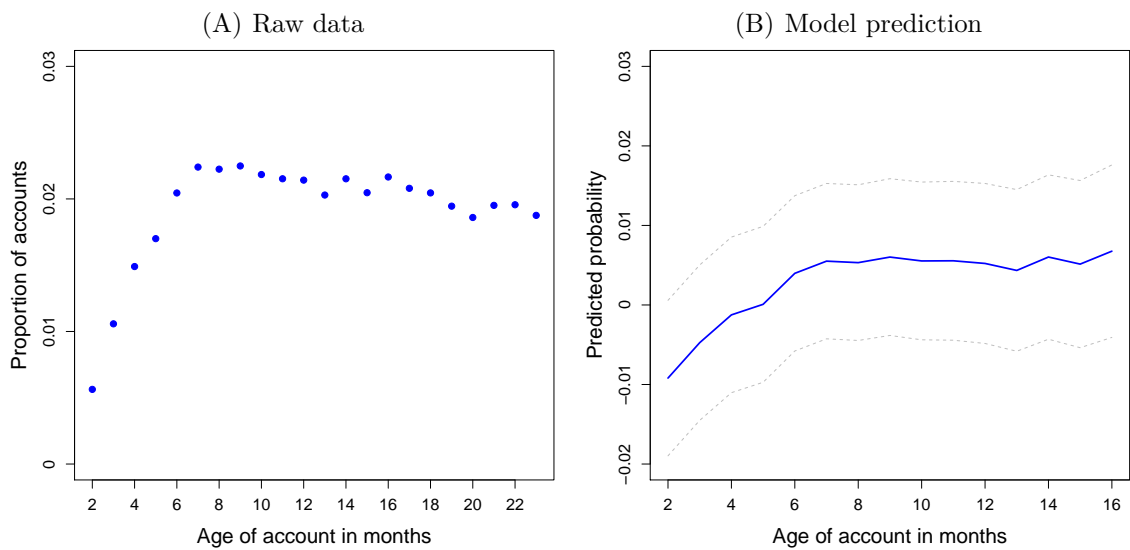 (A) Raw data
Proportion of accounts
0.03
0.02
0.01
0
2 4 6 8 10 12 14 16 18 20 22
Age of account in months
(B) Model prediction
Predicted probability
0.03
0.02
0.01
0
−0.01
−0.02
2 4 6 8 10 12 14 16
Age of account in months